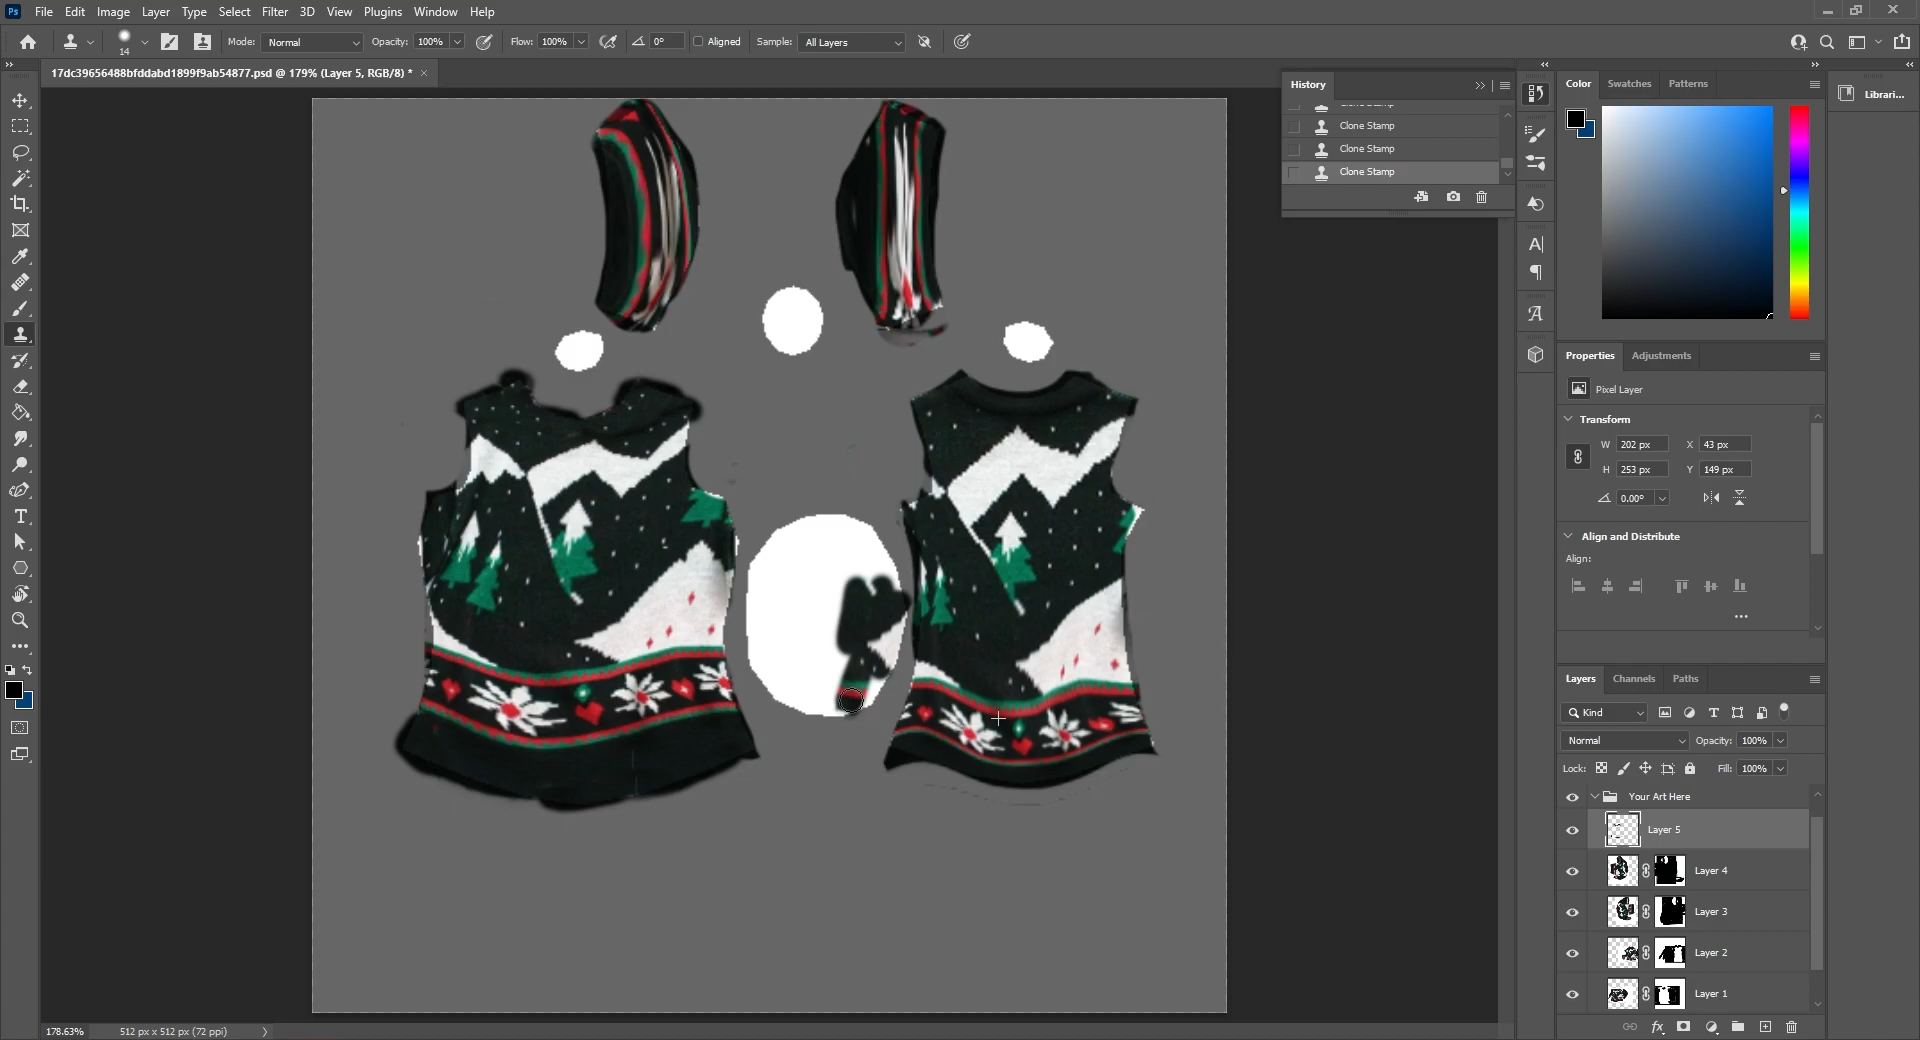 Ps File Edit Image Layer Type Select Filter 3D View Plugins Window Help
14 Mode: Normal Opacity: 100% Flow: 100% 0° Aligned Sample: All Layers
17dc39656488bfddabd1899f9ab54877.psd @ 179% (Layer 5, RGB/8) *
History
Clone Stamp
Clone Stamp
Clone Stamp
Clone Stamp
Color Swatches Patterns
Librari...
Properties Adjustments
Pixel Layer
Transform
W 202 px X 43 px
H 253 px Y 149 px
0.00°
Align and Distribute
Align:
Layers Channels Paths
Kind
Normal Opacity: 100%
Lock: Fill: 100%
Your Art Here
Layer 5
Layer 4
Layer 3
Layer 2
Layer 1
178.63% 512 px x 512 px (72 ppi)